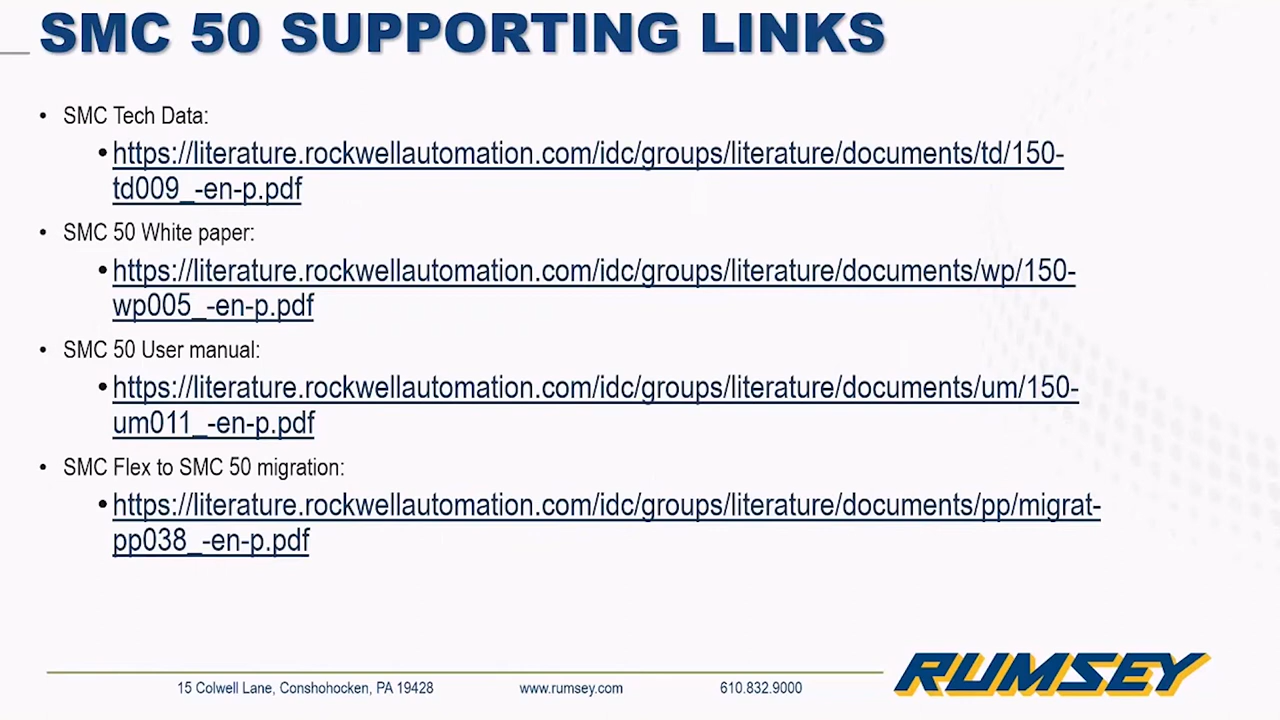 SMC 50 SUPPORTING LINKS
• SMC Tech Data:
• https://literature.rockwellautomation.com/idc/groups/literature/documents/td/150-
td009_-en-p.pdf
• SMC 50 White paper:
• https://literature.rockwellautomation.com/idc/groups/literature/documents/wp/150-
wp005_-en-p.pdf
• SMC 50 User manual:
• https://literature.rockwellautomation.com/idc/groups/literature/documents/um/150-
um011_-en-p.pdf
• SMC Flex to SMC 50 migration:
• https://literature.rockwellautomation.com/idc/groups/literature/documents/pp/migrat-
pp038_-en-p.pdf
15 Colwell Lane, Conshohocken, PA 19428 www.rumsey.com 610.832.9000
RUMSEY